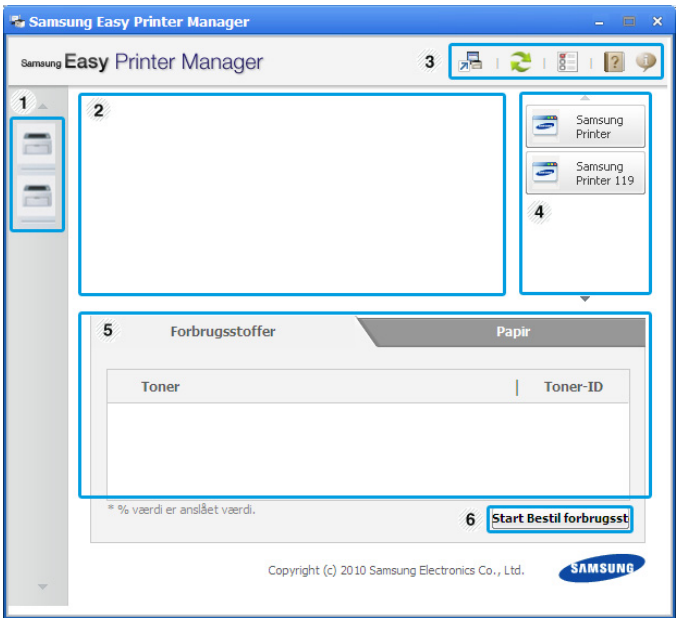 Samsung Easy Printer Manager
Samsung Easy Printer Manager
3
1
2
Samsung
Printer
Samsung
Printer 119
4
5
Forbrugsstoffer
Papir
Toner
Toner-ID
* % værdi er anslået værdi.
6
Start Bestil forbrugsst
Copyright (c) 2010 Samsung Electronics Co., Ltd.
SAMSUNG